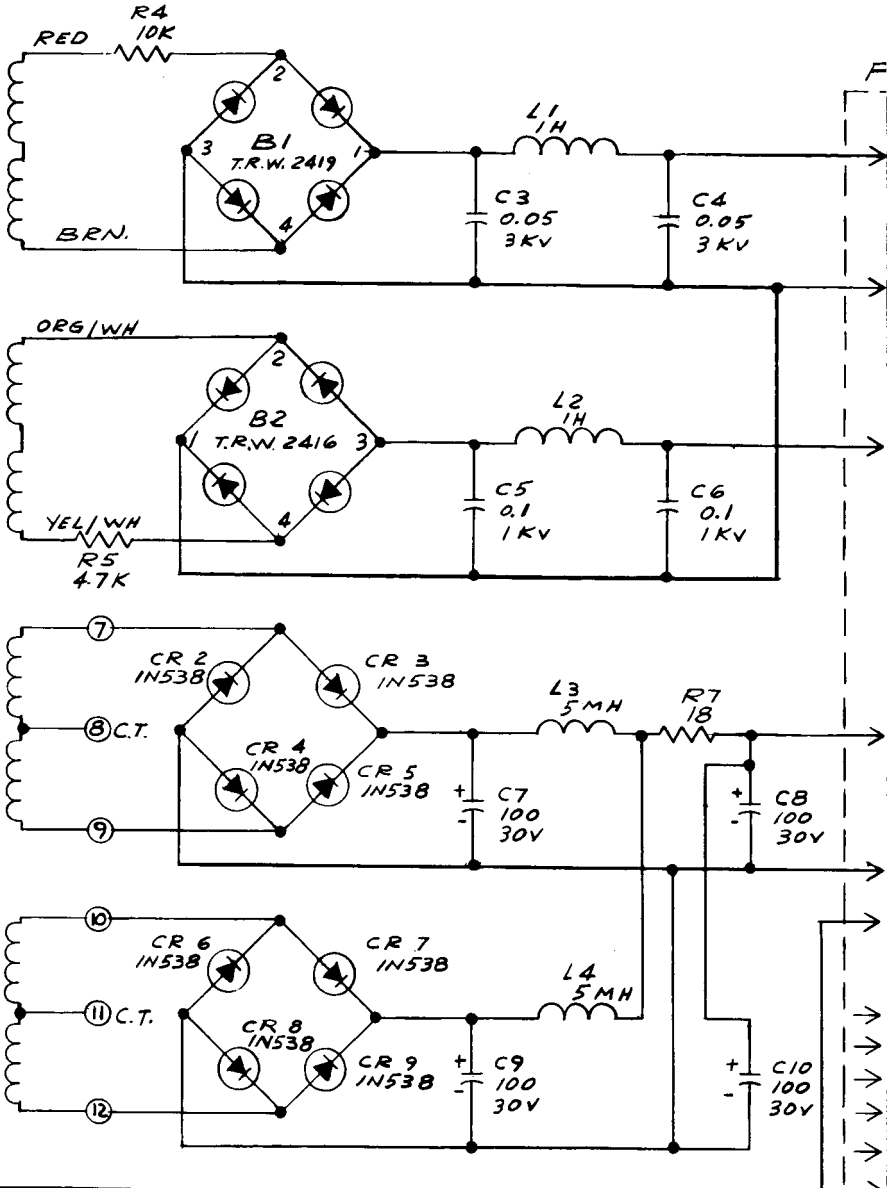 R4
10K
RED
2
B1
T.R.W. 2419
3
1
4
BRN.
L1
1H
C3
0.05
3KV
C4
0.05
3KV
F
ORG/WH
2
B2
T.R.W. 2416
1
3
4
YEL/WH
R5
4.7K
L2
1H
C5
0.1
1KV
C6
0.1
1KV
7
8 C.T.
9
CR 2
1N538
CR 3
1N538
CR 4
1N538
CR 5
1N538
L3
5 MH
R7
18
+
-
C7
100
30V
+
-
C8
100
30V
10
11 C.T.
12
CR 6
1N538
CR 7
1N538
CR 8
1N538
CR 9
1N538
L4
5 MH
+
-
C9
100
30V
+
-
C10
100
30V